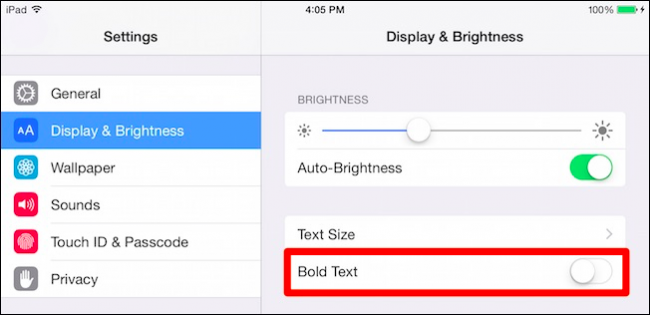 iPad 4:05 PM 100%
Settings
Display & Brightness
General
AA Display & Brightness
Wallpaper
Sounds
Touch ID & Passcode
Privacy
BRIGHTNESS
Auto-Brightness
Text Size
Bold Text